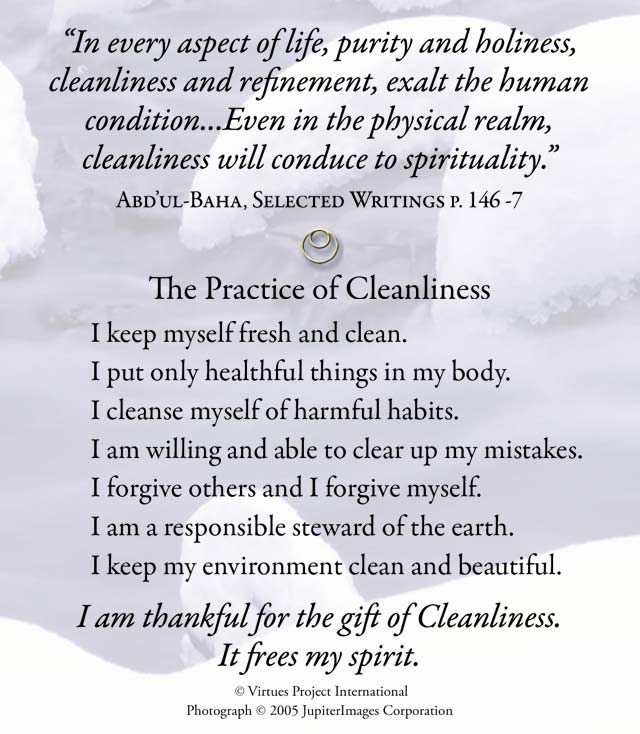 “In every aspect of life, purity and holiness,
cleanliness and refinement, exalt the human
condition...Even in the physical realm,
cleanliness will conduce to spirituality.”
Abd’ul-Baha, Selected Writings p. 146 -7
The Practice of Cleanliness
I keep myself fresh and clean.
I put only healthful things in my body.
I cleanse myself of harmful habits.
I am willing and able to clear up my mistakes.
I forgive others and I forgive myself.
I am a responsible steward of the earth.
I keep my environment clean and beautiful.
I am thankful for the gift of Cleanliness.
It frees my spirit.
© Virtues Project International
Photograph © 2005 JupiterImages Corporation